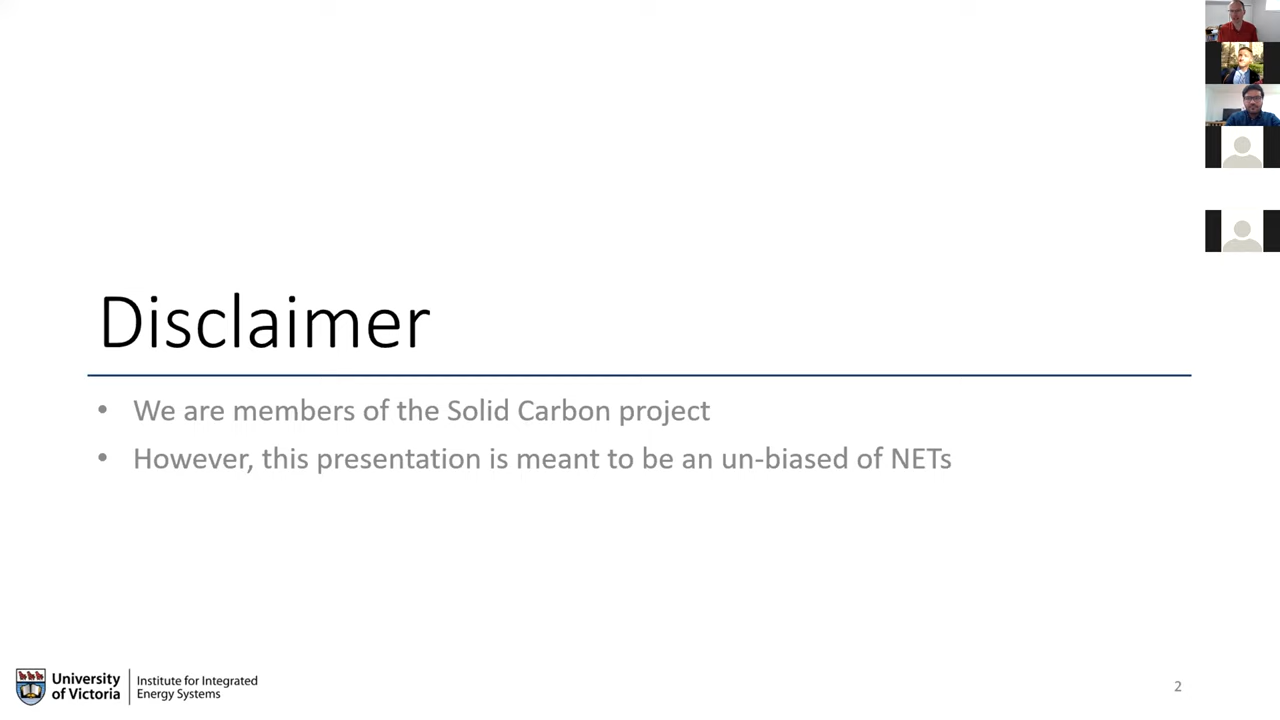 Disclaimer
• We are members of the Solid Carbon project
• However, this presentation is meant to be an un-biased of NETs
University of Victoria
Institute for Integrated Energy Systems
2